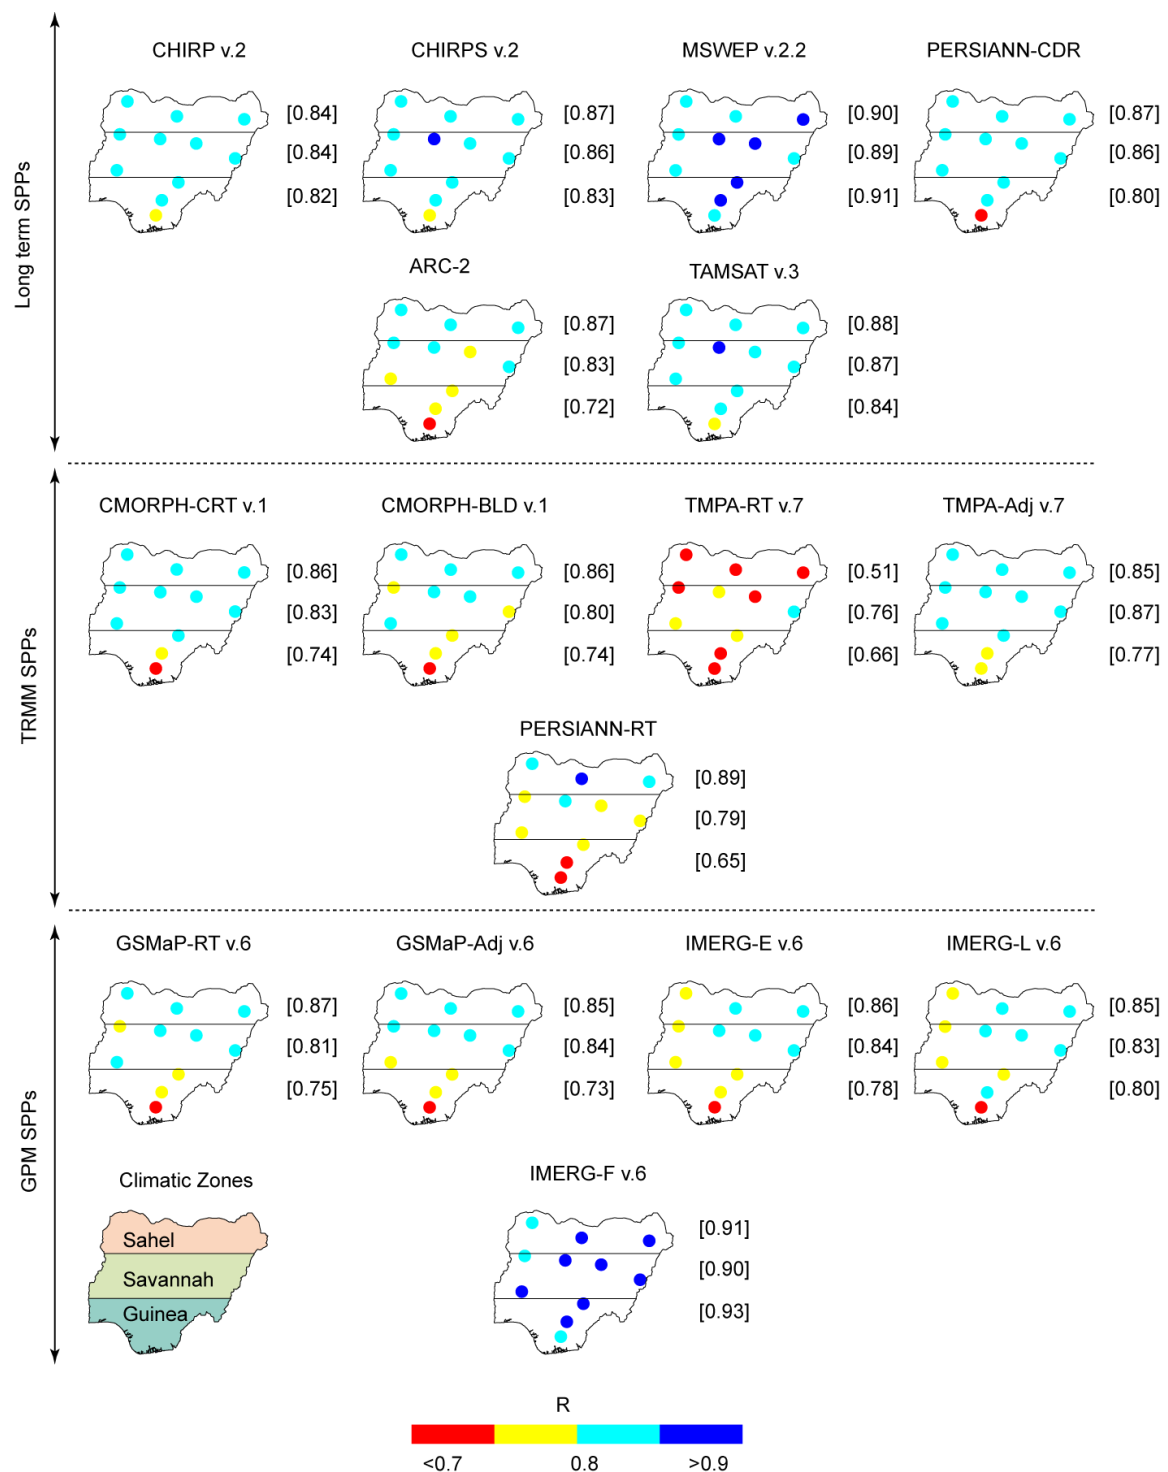 Long term SPPs
CHIRP v.2
CHIRPS v.2
MSWEP v.2.2
PERSIANN-CDR
[0.84]
[0.87]
[0.90]
[0.87]
[0.84]
[0.86]
[0.89]
[0.86]
[0.82]
[0.83]
[0.91]
[0.80]
ARC-2
TAMSAT v.3
[0.87]
[0.88]
[0.83]
[0.87]
[0.72]
[0.84]
TRMM SPPs
CMORPH-CRT v.1
CMORPH-BLD v.1
TMPA-RT v.7
TMPA-Adj v.7
[0.86]
[0.86]
[0.51]
[0.85]
[0.83]
[0.80]
[0.76]
[0.87]
[0.74]
[0.74]
[0.66]
[0.77]
PERSIANN-RT
[0.89]
[0.79]
[0.65]
GPM SPPs
GSMaP-RT v.6
GSMaP-Adj v.6
IMERG-E v.6
IMERG-L v.6
[0.87]
[0.85]
[0.86]
[0.85]
[0.81]
[0.84]
[0.84]
[0.83]
[0.75]
[0.73]
[0.78]
[0.80]
Climatic Zones
Sahel
Savannah
Guinea
IMERG-F v.6
[0.91]
[0.90]
[0.93]
R
<0.7
0.8
>0.9